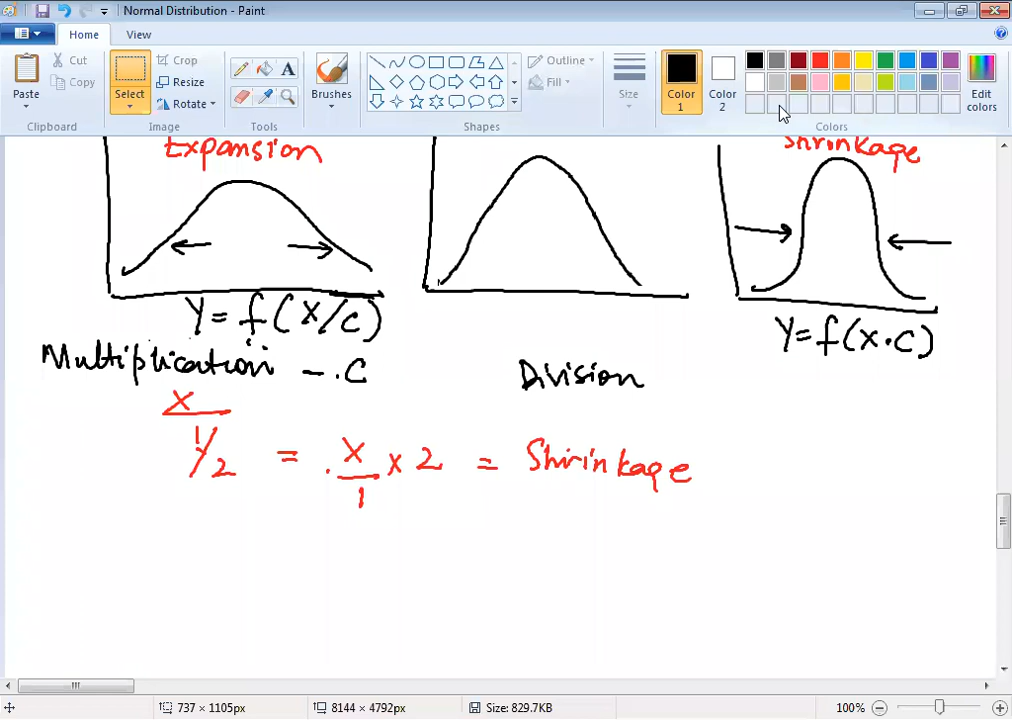 Normal Distribution - Paint
Home View
Paste
Select
Cut
Copy
Crop
Resize
Rotate
A
Brushes
Outline
Fill
Size
Color 1
Color 2
Edit colors
Clipboard
Image
Tools
Shapes
Colors
Expansion
Shrinkage
Y = f(X/C)
Y=f(X·C)
Multiplication - .C
Division
X
1/2 = . X/1 x 2 = Shrinkage
737 × 1105px
8144 × 4792px
Size: 829.7KB
100%